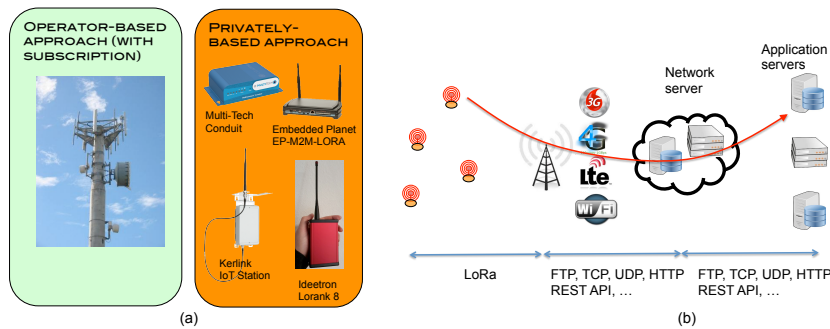 OPERATOR-BASED
APPROACH (WITH
SUBSCRIPTION)
PRIVATELY-
BASED APPROACH
Multi-Tech
Conduit
Embedded Planet
EP-M2M-LORA
Kerlink
IoT Station
Ideetron
Lorank 8
(a)
Network
server
Application
servers
3G
4G
Lte
Wi Fi
LoRa
FTP, TCP, UDP, HTTP
REST API, ...
FTP, TCP, UDP, HTTP
REST API, ...
(b)